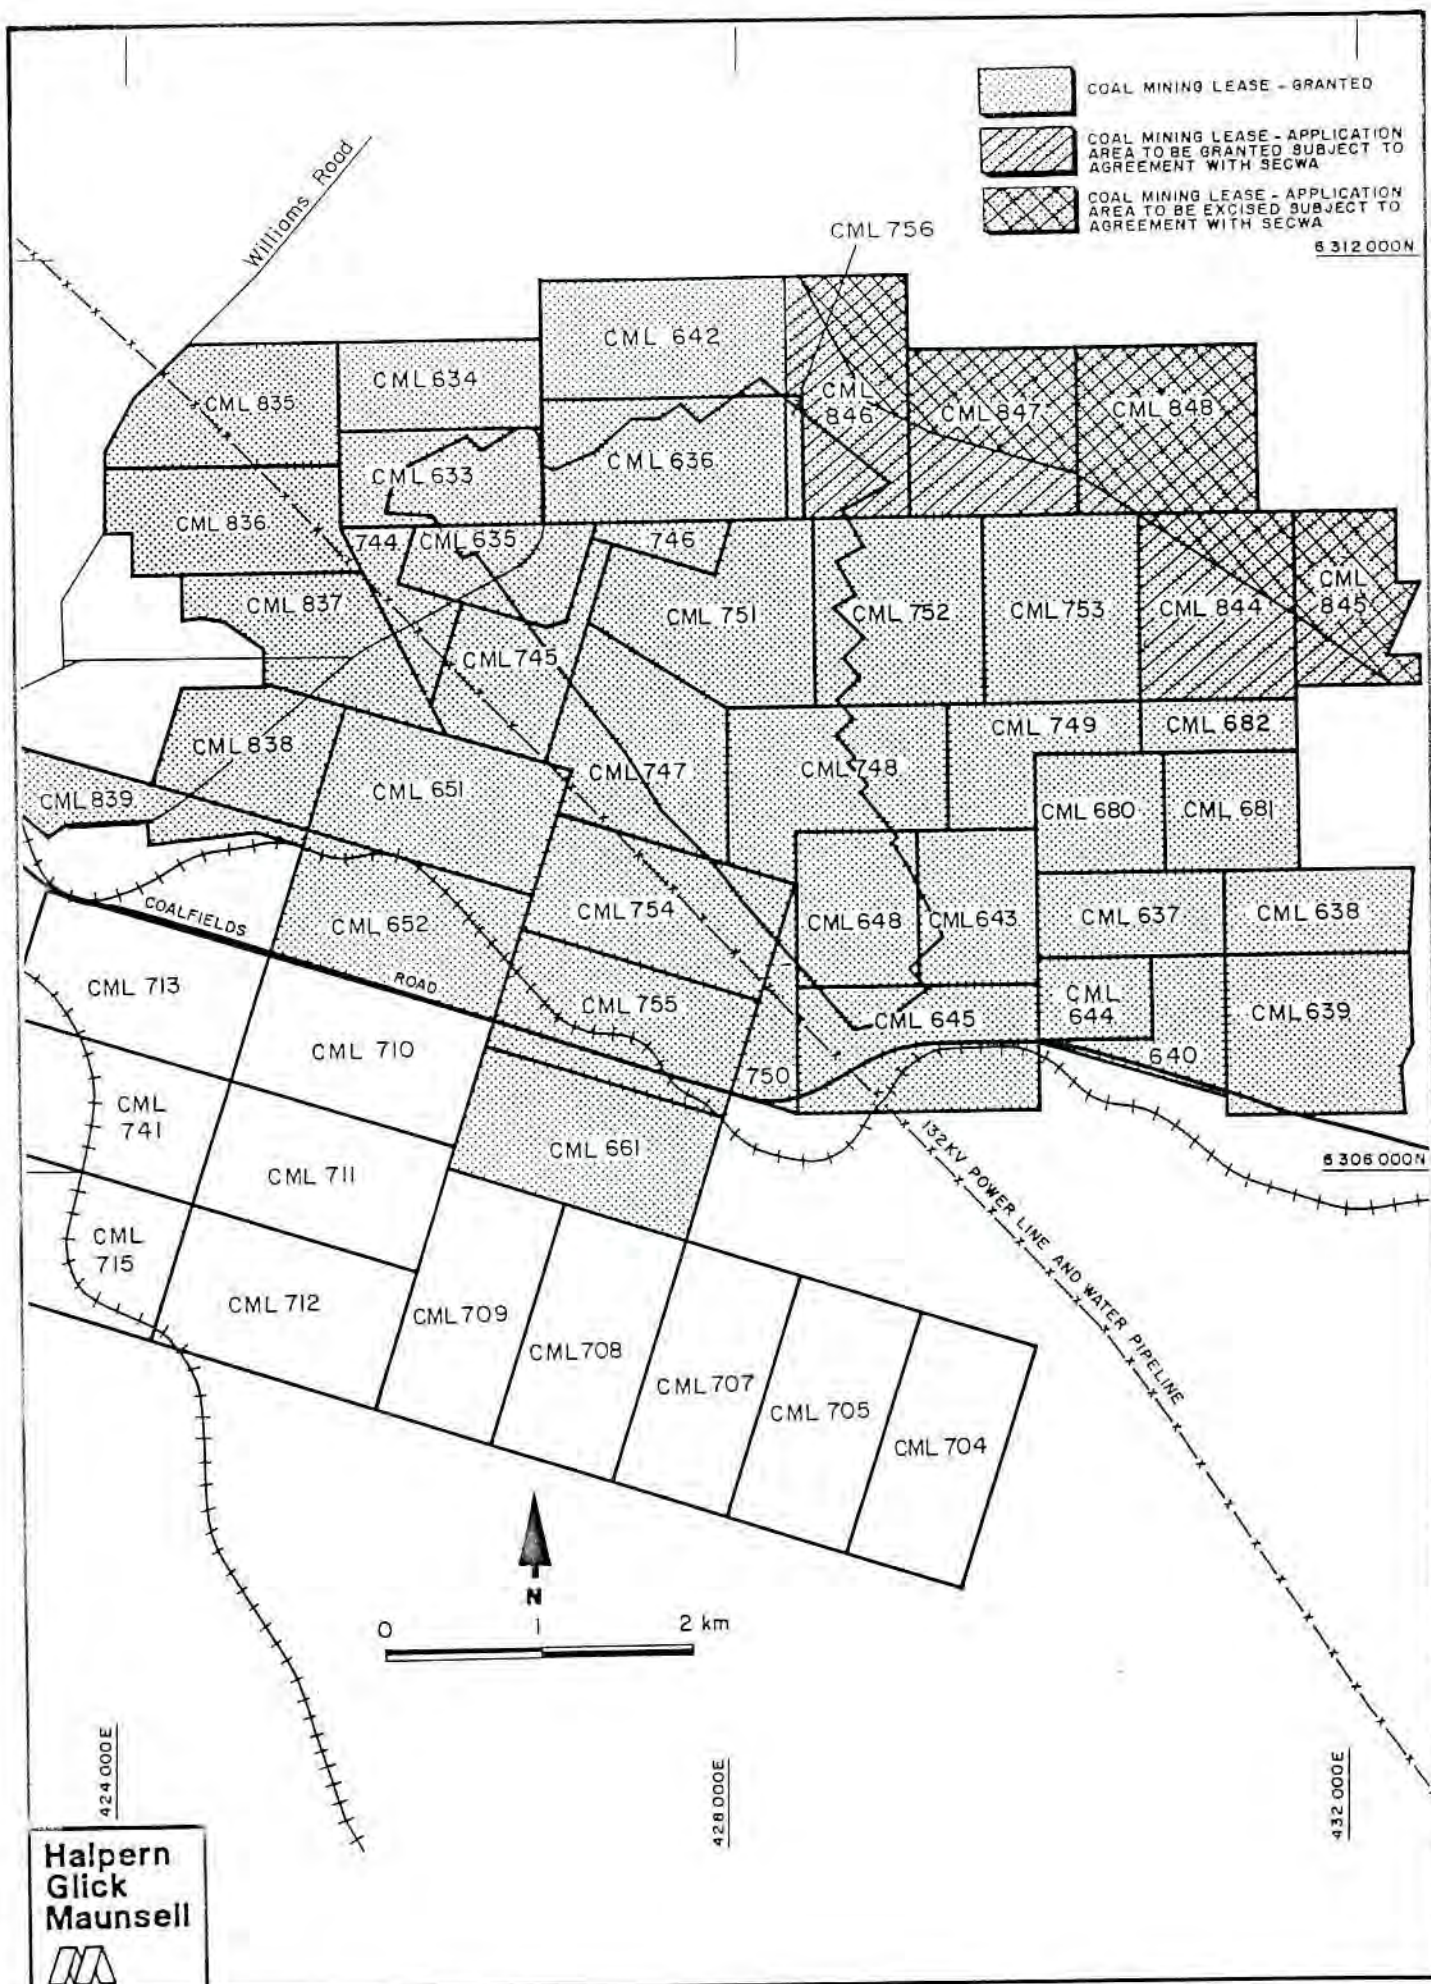 COAL MINING LEASE - GRANTED
COAL MINING LEASE - APPLICATION
AREA TO BE GRANTED SUBJECT TO
AGREEMENT WITH SECWA
COAL MINING LEASE - APPLICATION
AREA TO BE EXCISED SUBJECT TO
AGREEMENT WITH SECWA
6 312 000N
Williams Road
CML 756
CML 642
CML 634
CML 835
CML
846
CML 847
CML 848
CML 633
CML 636
CML 836
744
CML 635
746
CML 837
CML 751
CML 752
CML 753
CML 844
CML
845
CML 745
CML 838
CML 749
CML 682
CML 839
CML 651
CML 747
CML 748
CML 680
CML 681
COALFIELDS
ROAD
CML 652
CML 754
CML 648
CML 643
CML 637
CML 638
CML 713
CML 755
CML 645
CML
644
CML 639
CML 710
750
640
CML
741
CML 661
CML 711
6 306 000N
132KV POWER LINE AND WATER PIPELINE
CML
715
CML 712
CML 709
CML 708
CML 707
CML 705
CML 704
N
0 1 2 km
424 000E
428 000E
432 000E
Halpern
Glick
Maunsell